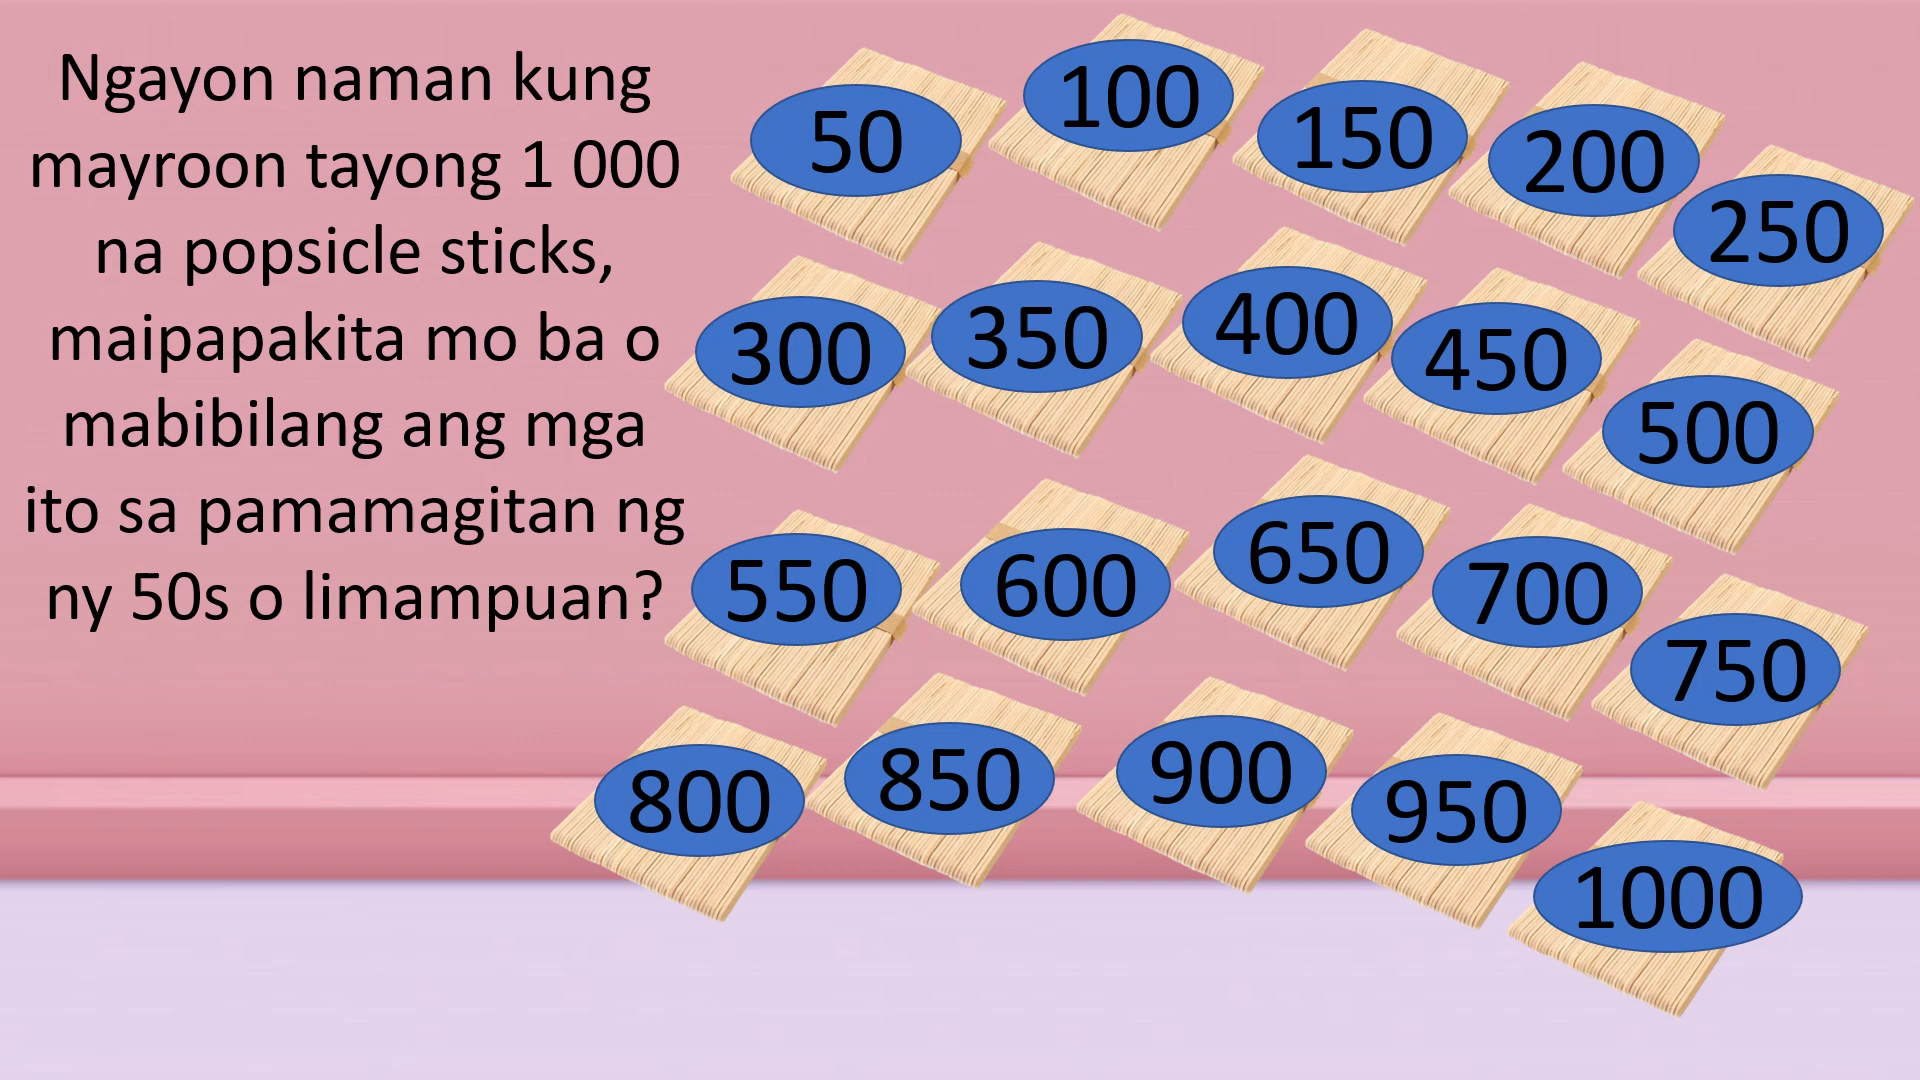 Ngayon naman kung
mayroon tayong 1 000
na popsicle sticks,
maipapakita mo ba o
mabibilang ang mga
ito sa pamamagitan ng
ny 50s o limampuan?
50
100
150
200
250
300
350
400
450
500
550
600
650
700
750
800
850
900
950
1000